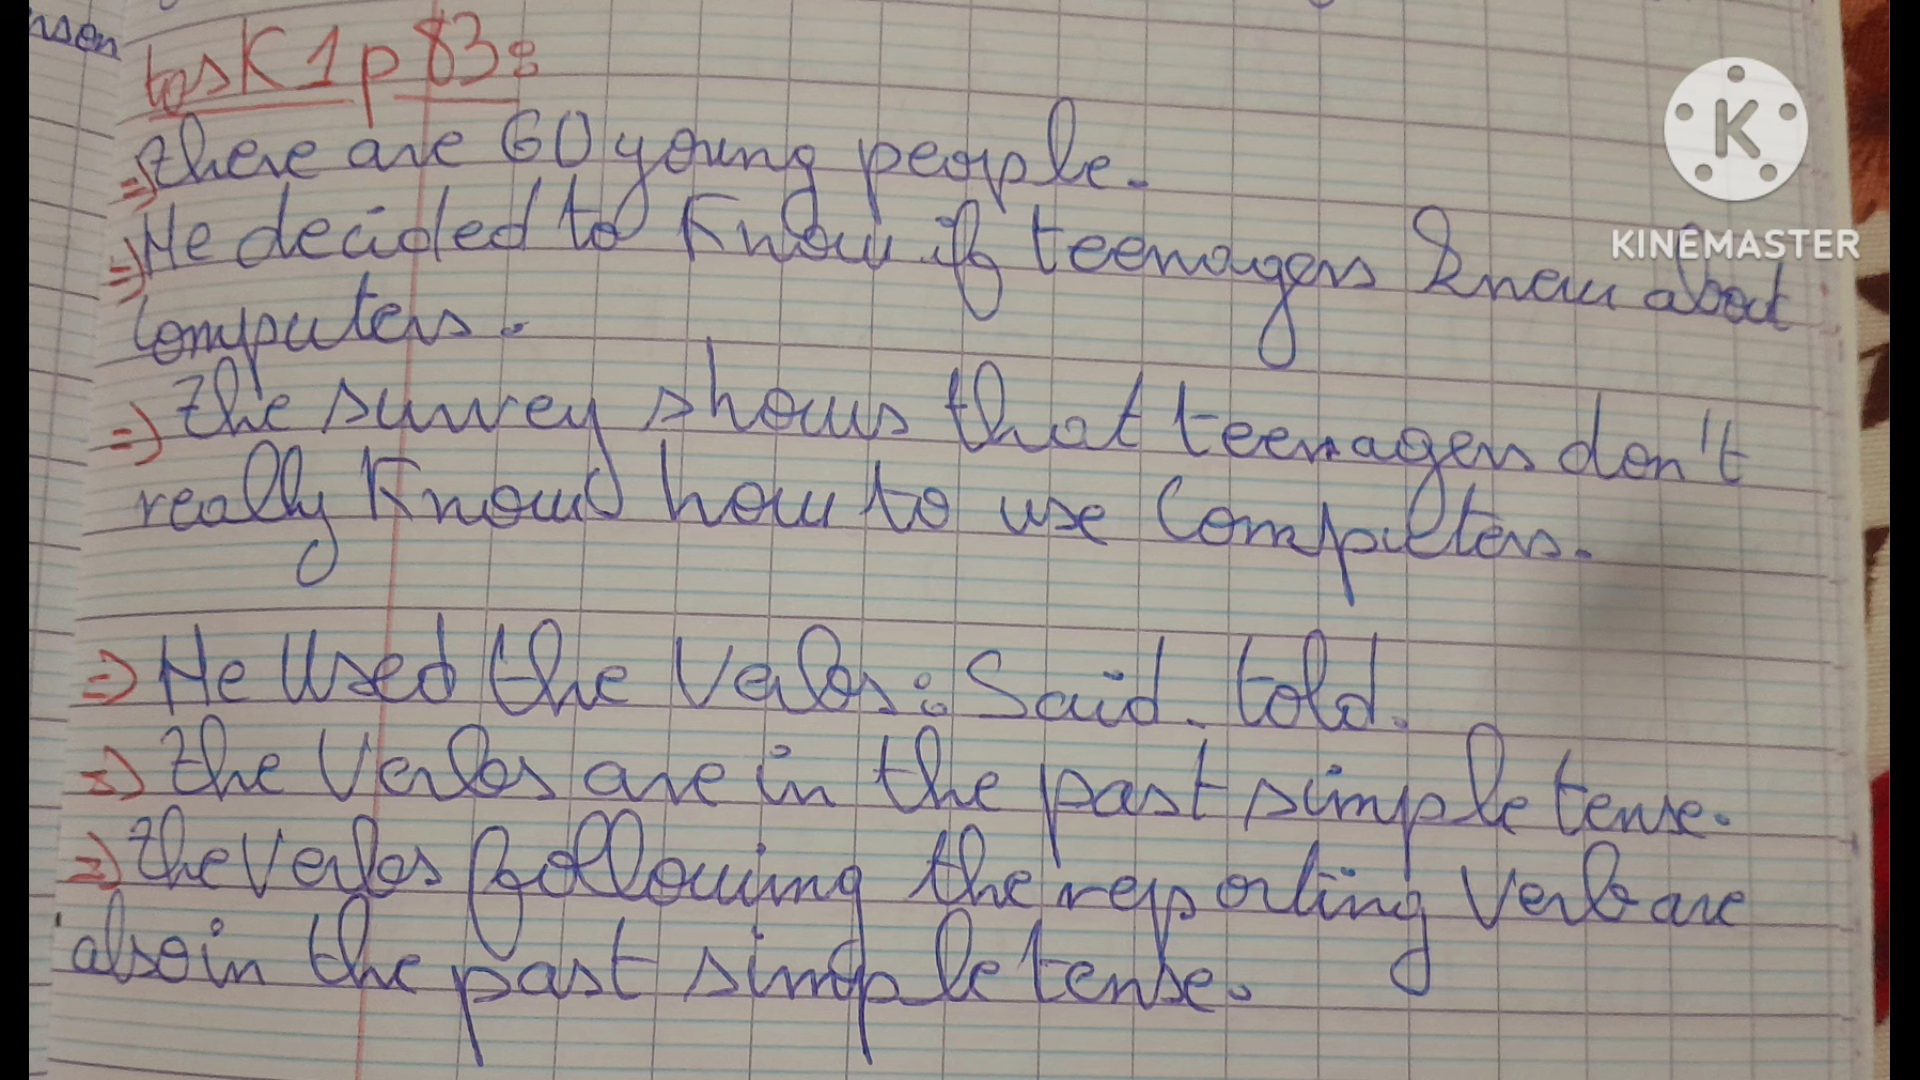 nsen
task 1 p 83:
=> there are 60 young people.
=> He decided to Know if teenagers Knew about
computers.
=> the survey shows that teenagers don't
really Know how to use Computers.
=> He Used the Verbs: Said. told.
=> the Verbs are in the past simple tense.
=> the Verbs following the reporting Verb are
also in the past simple tense.
K
KINEMASTER